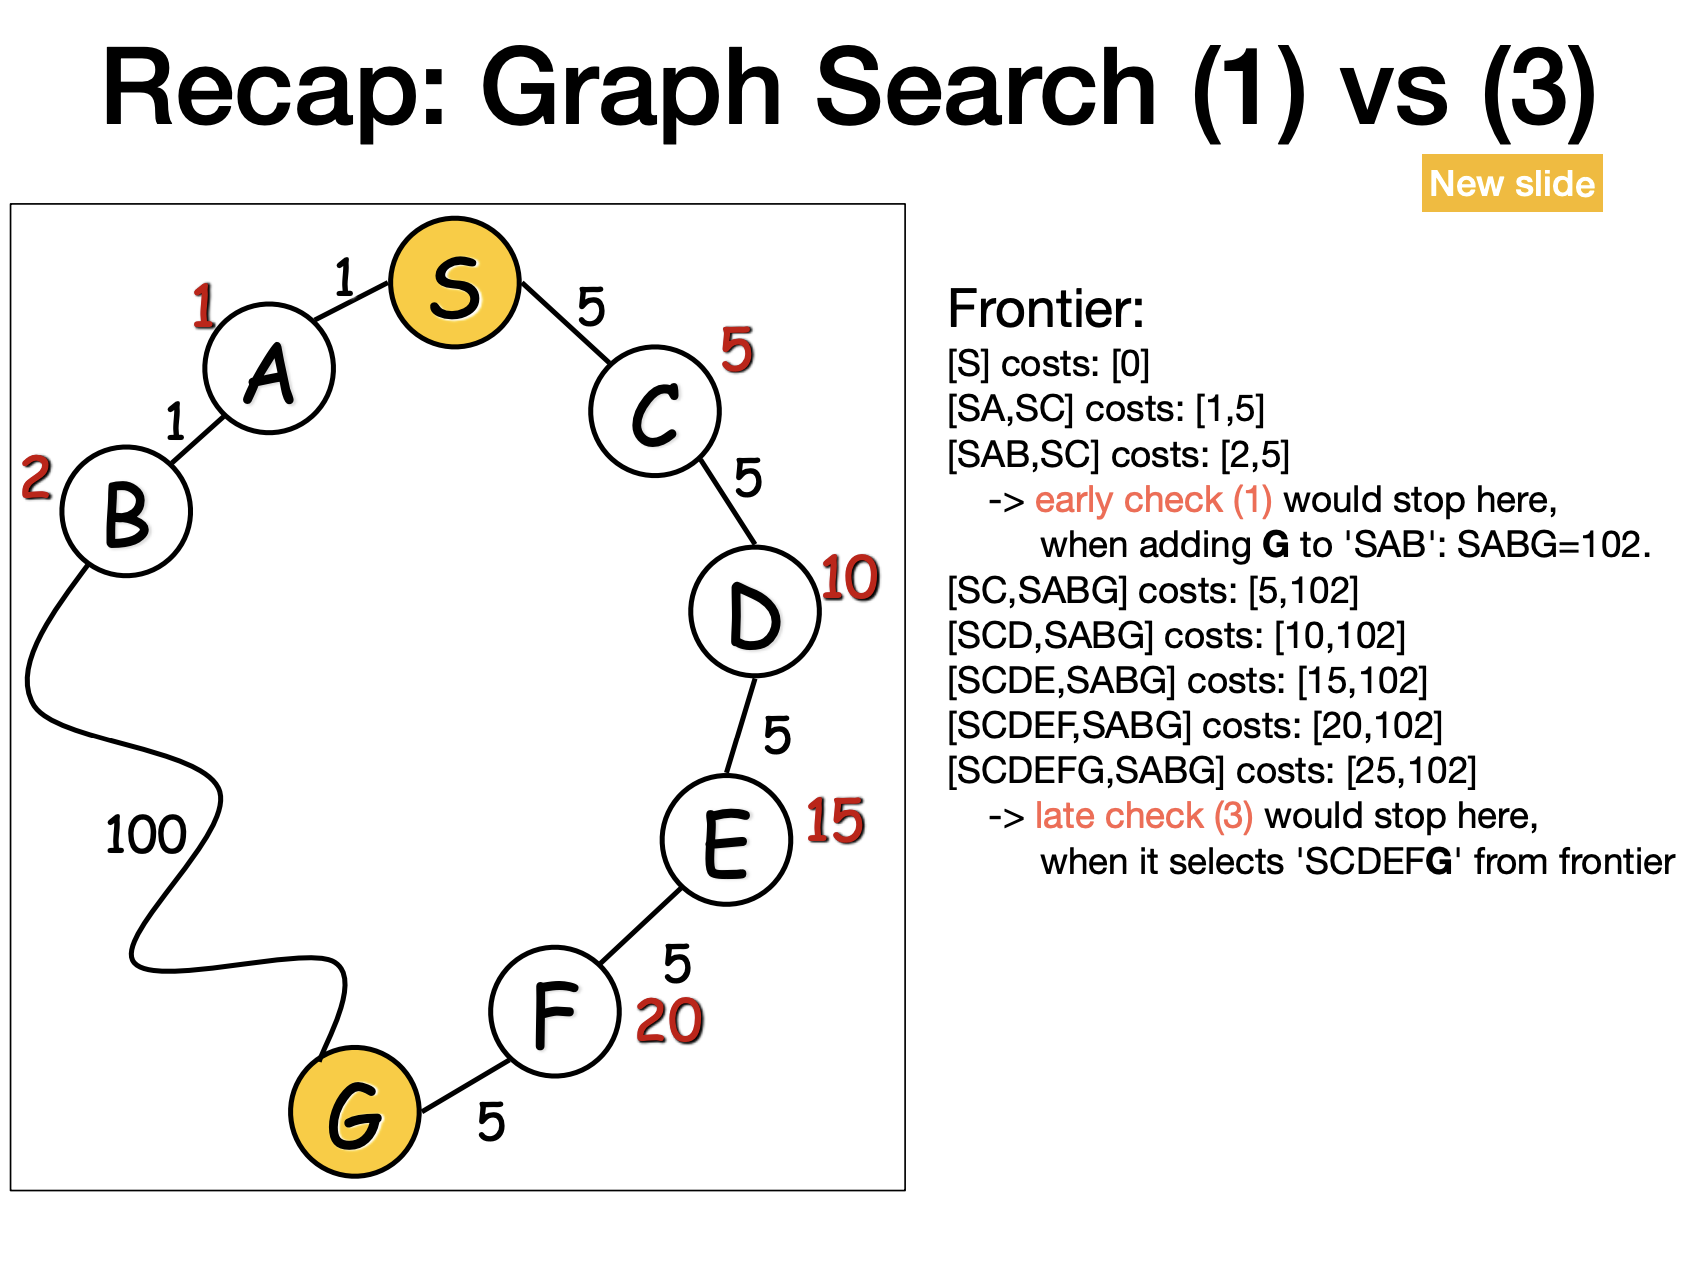 Recap: Graph Search (1) vs (3)
New slide
S
1
5
1
A
5
C
1
2
B
5
D
10
5
100
E
15
5
F
20
G
5
Frontier:
[S] costs: [0]
[SA,SC] costs: [1,5]
[SAB,SC] costs: [2,5]
-> early check (1) would stop here,
when adding G to 'SAB': SABG=102.
[SC,SABG] costs: [5,102]
[SCD,SABG] costs: [10,102]
[SCDE,SABG] costs: [15,102]
[SCDEF,SABG] costs: [20,102]
[SCDEFG,SABG] costs: [25,102]
-> late check (3) would stop here,
when it selects 'SCDEFG' from frontier